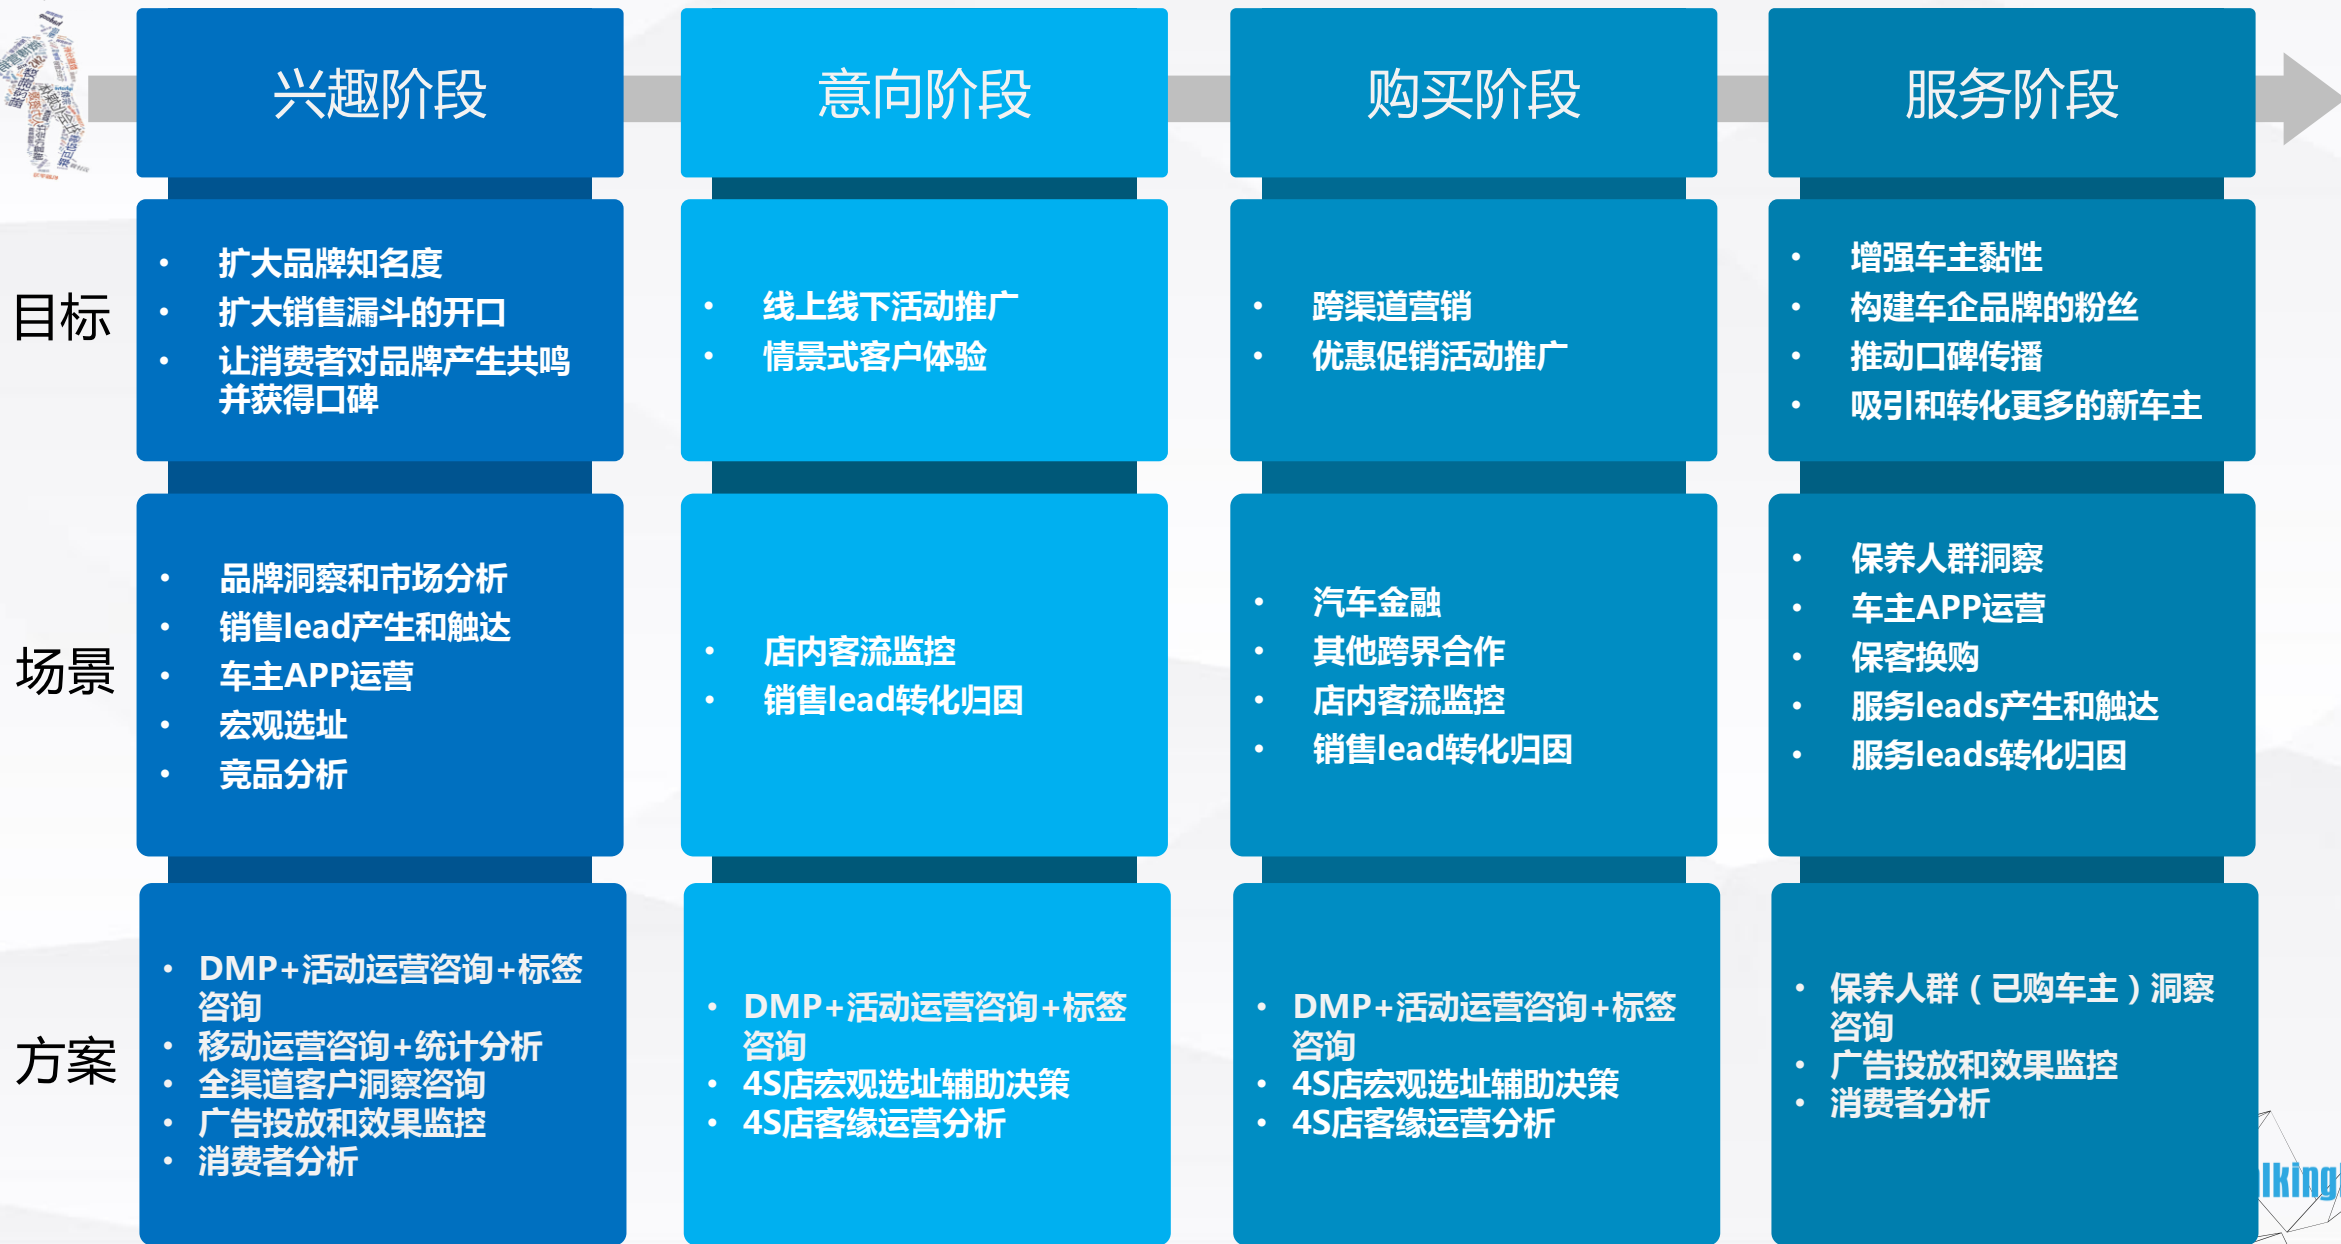 兴趣阶段
意向阶段
购买阶段
服务阶段
目标
• 扩大品牌知名度
• 扩大销售漏斗的开口
• 让消费者对品牌产生共鸣
并获得口碑
• 线上线下活动推广
• 情景式客户体验
• 跨渠道营销
• 优惠促销活动推广
• 增强车主黏性
• 构建车企品牌的粉丝
• 推动口碑传播
• 吸引和转化更多的新车主
场景
• 品牌洞察和市场分析
• 销售lead产生和触达
• 车主APP运营
• 宏观选址
• 竞品分析
• 店内客流监控
• 销售lead转化归因
• 汽车金融
• 其他跨界合作
• 店内客流监控
• 销售lead转化归因
• 保养人群洞察
• 车主APP运营
• 保客换购
• 服务leads产生和触达
• 服务leads转化归因
方案
• DMP+活动运营咨询+标签
咨询
• 移动运营咨询+统计分析
• 全渠道客户洞察咨询
• 广告投放和效果监控
• 消费者分析
• DMP+活动运营咨询+标签
咨询
• 4S店宏观选址辅助决策
• 4S店客缘运营分析
• DMP+活动运营咨询+标签
咨询
• 4S店宏观选址辅助决策
• 4S店客缘运营分析
• 保养人群（已购车主）洞察
咨询
• 广告投放和效果监控
• 消费者分析
lking